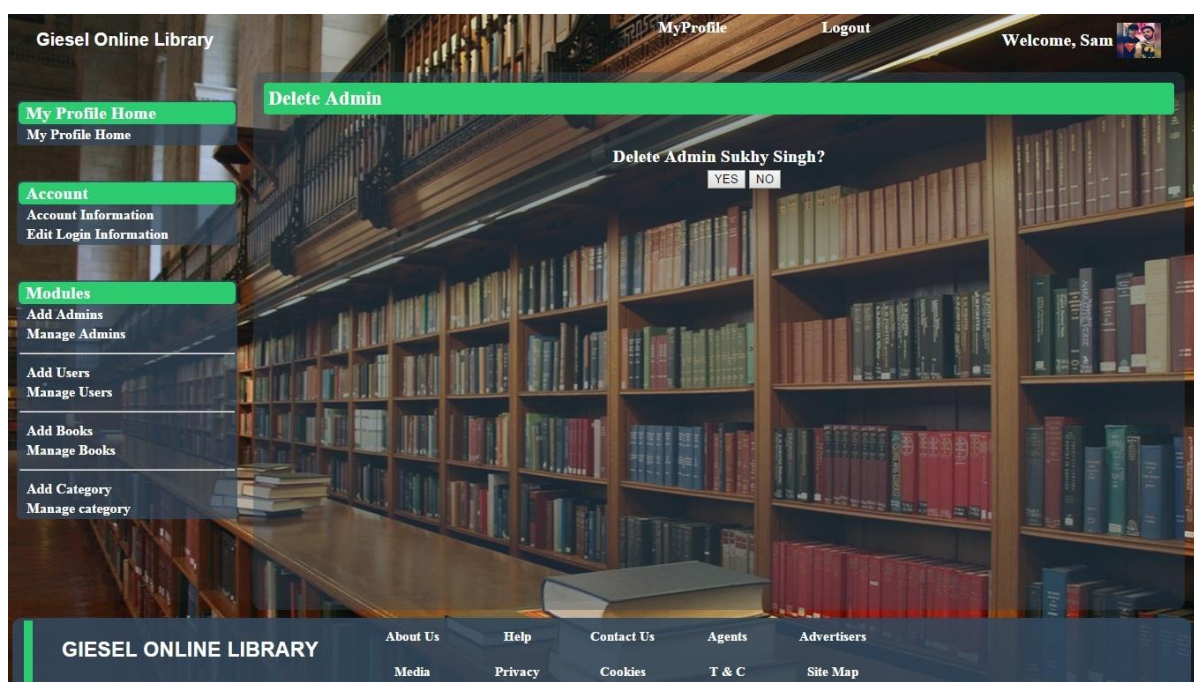 Giesel Online Library
MyProfile
Logout
Welcome, Sam
My Profile Home
My Profile Home
Account
Account Information
Edit Login Information
Modules
Add Admins
Manage Admins
Add Users
Manage Users
Add Books
Manage Books
Add Category
Manage category
Delete Admin
Delete Admin Sukhy Singh?
YES NO
GIESEL ONLINE LIBRARY
About Us Help Contact Us Agents Advertisers
Media Privacy Cookies T & C Site Map